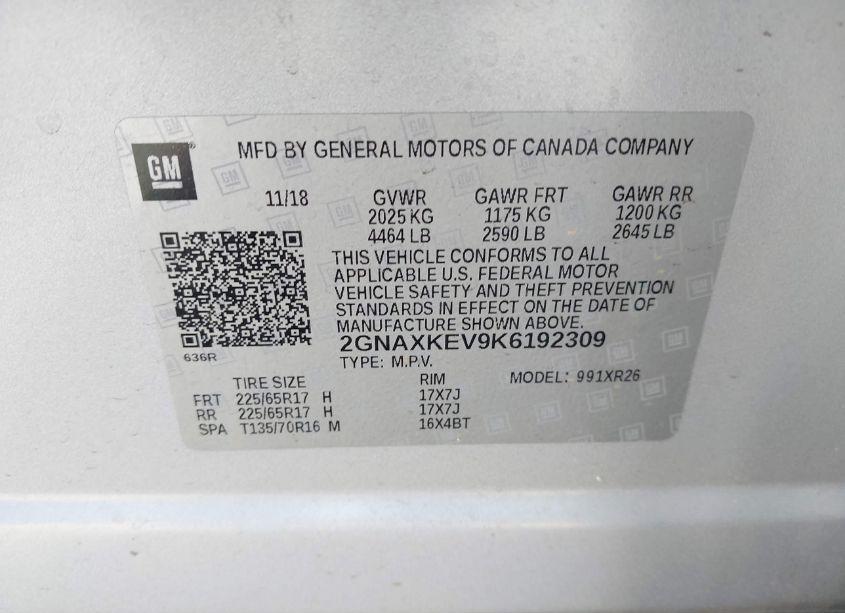 GM
MFD BY GENERAL MOTORS OF CANADA COMPANY
11/18 GVWR GAWR FRT GAWR RR
2025 KG 1175 KG 1200 KG
4464 LB 2590 LB 2645 LB
THIS VEHICLE CONFORMS TO ALL
APPLICABLE U.S. FEDERAL MOTOR
VEHICLE SAFETY AND THEFT PREVENTION
STANDARDS IN EFFECT ON THE DATE OF
MANUFACTURE SHOWN ABOVE.
2GNAXKEV9K6192309
636R
TYPE: M.P.V.
TIRE SIZE RIM MODEL: 991XR26
FRT 225/65R17 H 17X7J
RR 225/65R17 H 17X7J
SPA T135/70R16 M 16X4BT